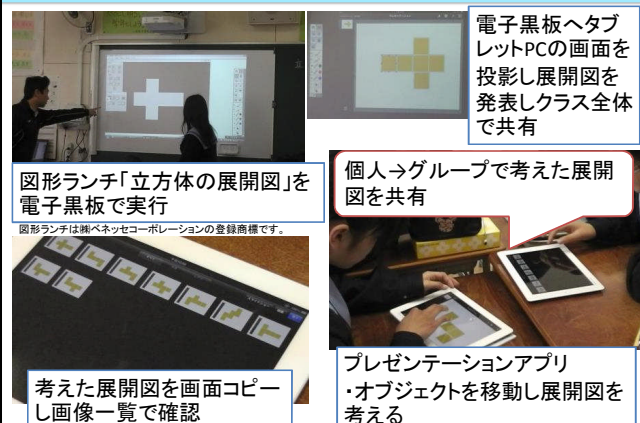 電子黒板へタブ
レットPCの画面を
投影し展開図を
発表しクラス全体
で共有
図形ランチ「立方体の展開図」を
電子黒板で実行
図形ランチは㈱ベネッセコーポレーションの登録商標です。
個人→グループで考えた展開
図を共有
考えた展開図を画面コピー
し画像一覧で確認
プレゼンテーションアプリ
・オブジェクトを移動し展開図を
考える